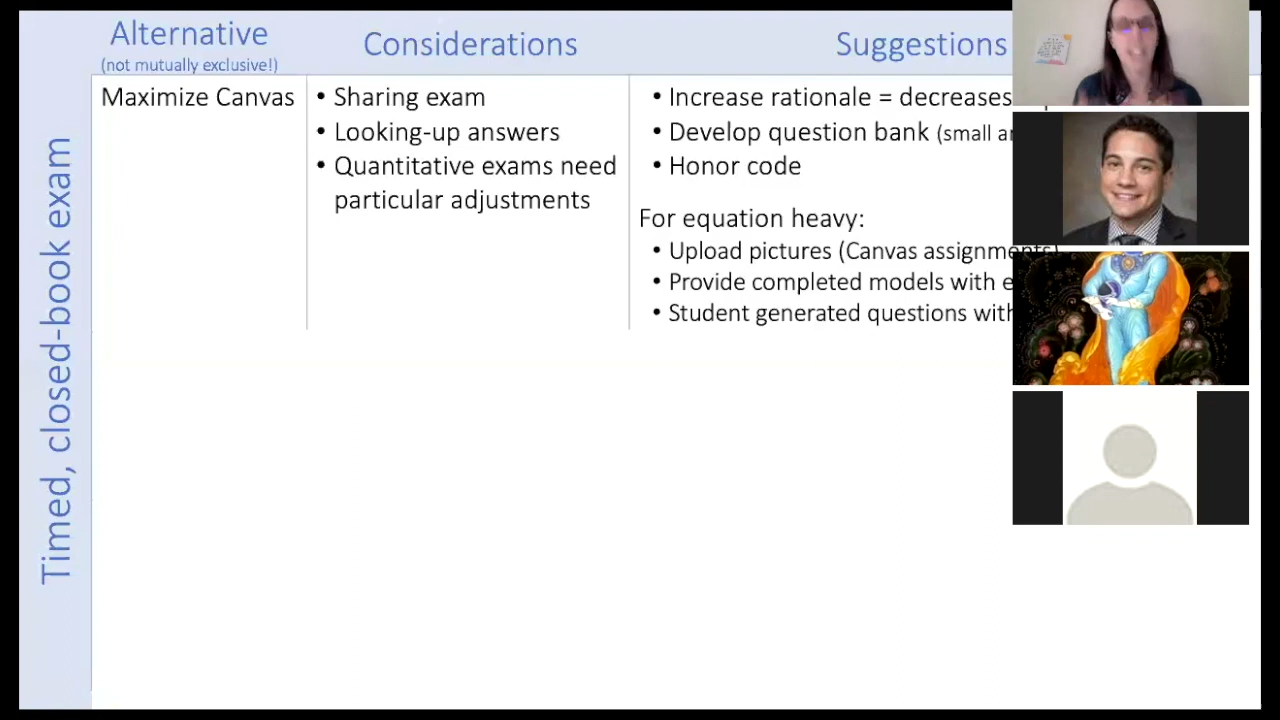 Alternative
(not mutually exclusive!)
Considerations
Suggestions
Timed, closed-book exam
Maximize Canvas
• Sharing exam
• Looking-up answers
• Quantitative exams need
particular adjustments
• Increase rationale = decreases
• Develop question bank (small
• Honor code
For equation heavy:
• Upload pictures (Canvas assignments)
• Provide completed models with
• Student generated questions with